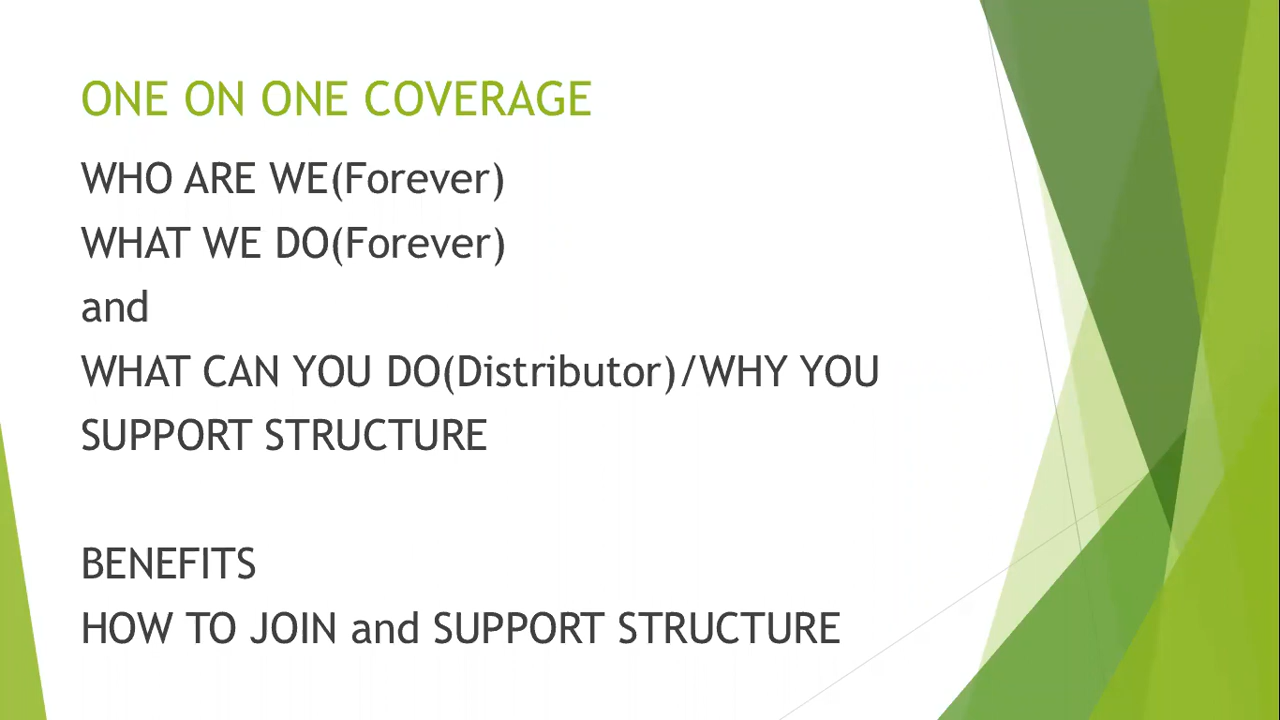 ONE ON ONE COVERAGE
WHO ARE WE(Forever)
WHAT WE DO(Forever)
and
WHAT CAN YOU DO(Distributor)/WHY YOU
SUPPORT STRUCTURE
BENEFITS
HOW TO JOIN and SUPPORT STRUCTURE